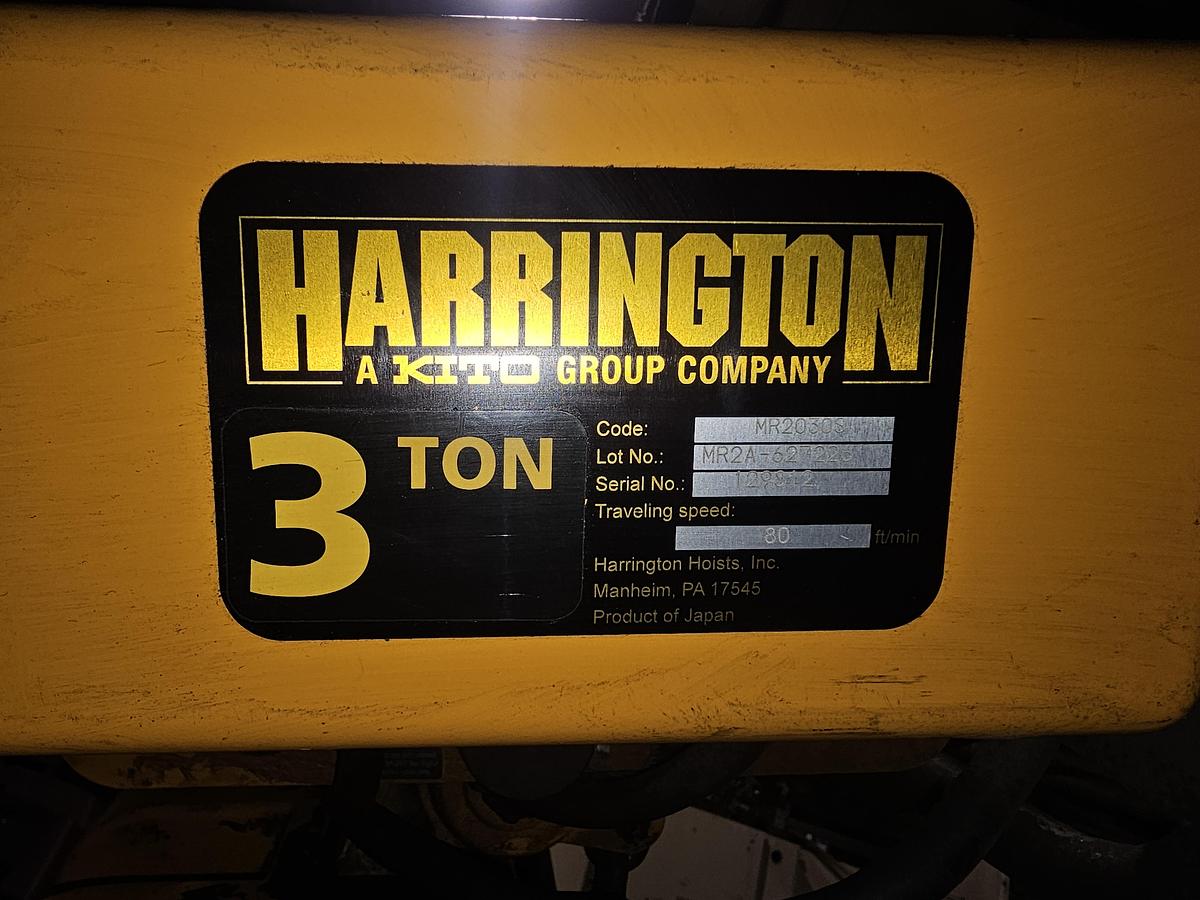 HARRINGTON
A KITO GROUP COMPANY
3 TON
Code: MR2030S
Lot No.:
Serial No.:
Traveling speed:
80 ft/min
Harrington Hoists, Inc.
Manheim, PA 17545
Product of Japan